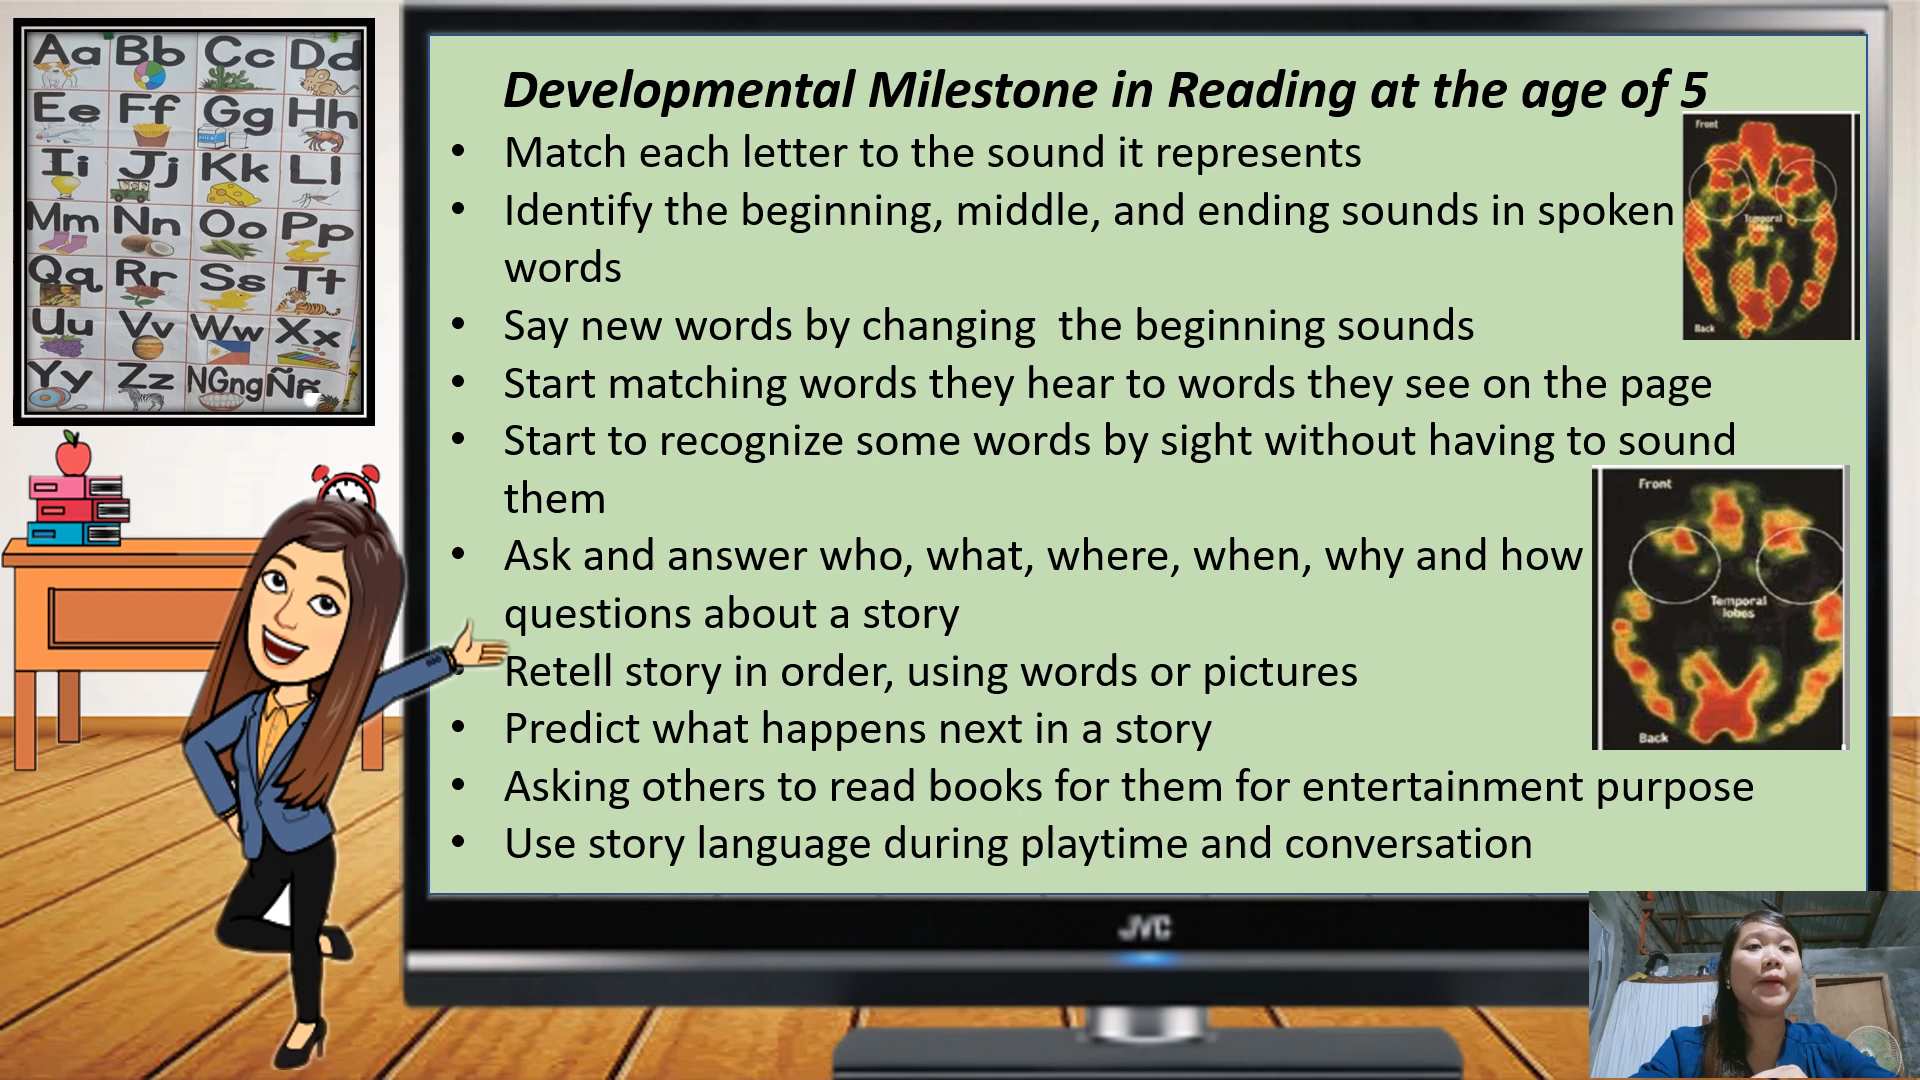 Aa Bb Cc Dd
Ee Ff Gg Hh
Ii Jj Kk Ll
Mm Nn Oo Pp
Qq Rr Ss Tt
Uu Vv Ww Xx
Yy Zz NGng Ññ
Developmental Milestone in Reading at the age of 5
• Match each letter to the sound it represents
• Identify the beginning, middle, and ending sounds in spoken
words
• Say new words by changing  the beginning sounds
• Start matching words they hear to words they see on the page
• Start to recognize some words by sight without having to sound
them
• Ask and answer who, what, where, when, why and how
questions about a story
• Retell story in order, using words or pictures
• Predict what happens next in a story
• Asking others to read books for them for entertainment purpose
• Use story language during playtime and conversation
Front
Temporal
lobes
Back
Front
Temporal
lobes
Back
JVC